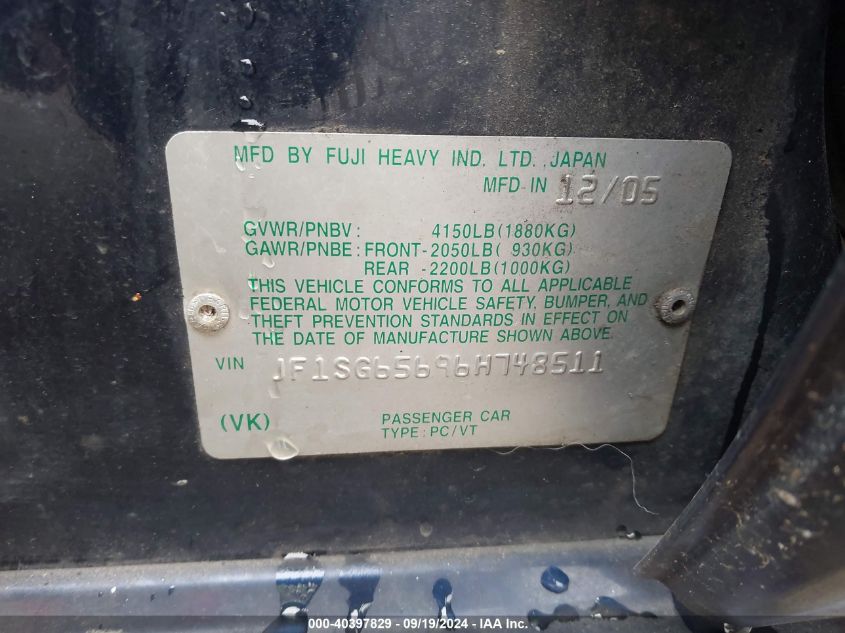 MFD BY FUJI HEAVY IND. LTD. JAPAN
MFD IN 12/05
GVWR/PNBV: 4150LB(1880KG)
GAWR/PNBE: FRONT-2050LB( 930KG)
REAR -2200LB(1000KG)
THIS VEHICLE CONFORMS TO ALL APPLICABLE
FEDERAL MOTOR VEHICLE SAFETY, BUMPER, AND
THEFT PREVENTION STANDARDS IN EFFECT ON
THE DATE OF MANUFACTURE SHOWN ABOVE.
VIN JF1SG65696H748511
(VK) PASSENGER CAR
TYPE: PC/VT
000-40397829 - 09/19/2024 - IAA Inc.